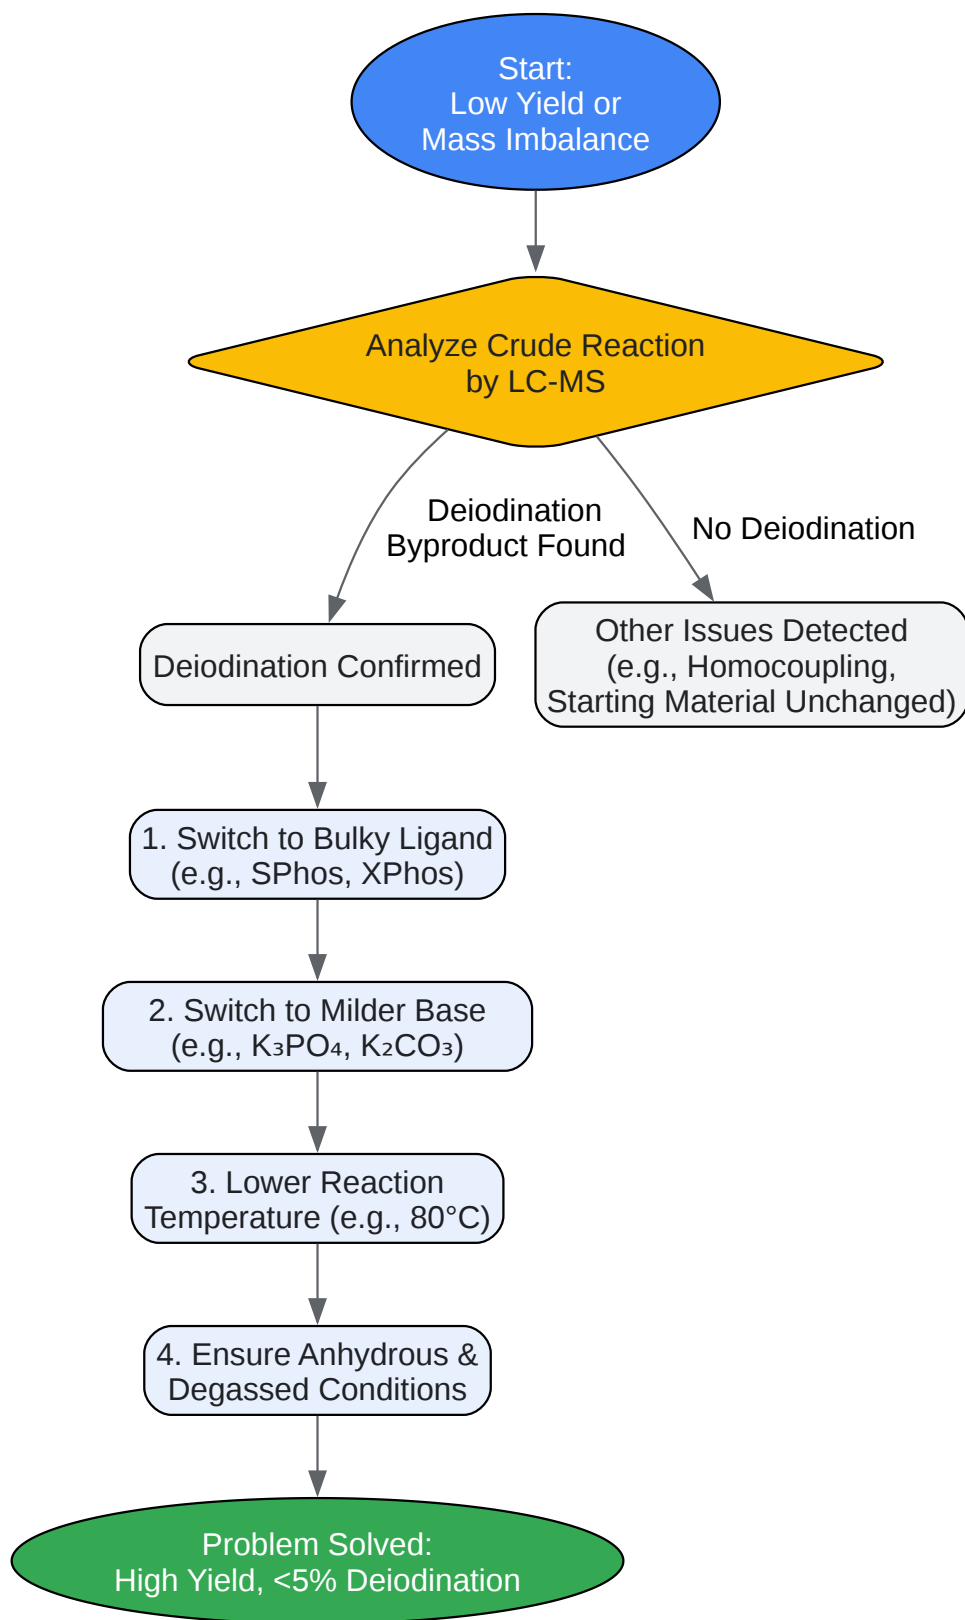 Start:
Low Yield or
Mass Imbalance
Analyze Crude Reaction
by LC-MS
Deiodination
Byproduct Found
No Deiodination
Deiodination Confirmed
Other Issues Detected
(e.g., Homocoupling,
Starting Material Unchanged)
1. Switch to Bulky Ligand
(e.g., SPhos, XPhos)
2. Switch to Milder Base
(e.g., K₃PO₄, K₂CO₃)
3. Lower Reaction
Temperature (e.g., 80°C)
4. Ensure Anhydrous &
Degassed Conditions
Problem Solved:
High Yield, <5% Deiodination